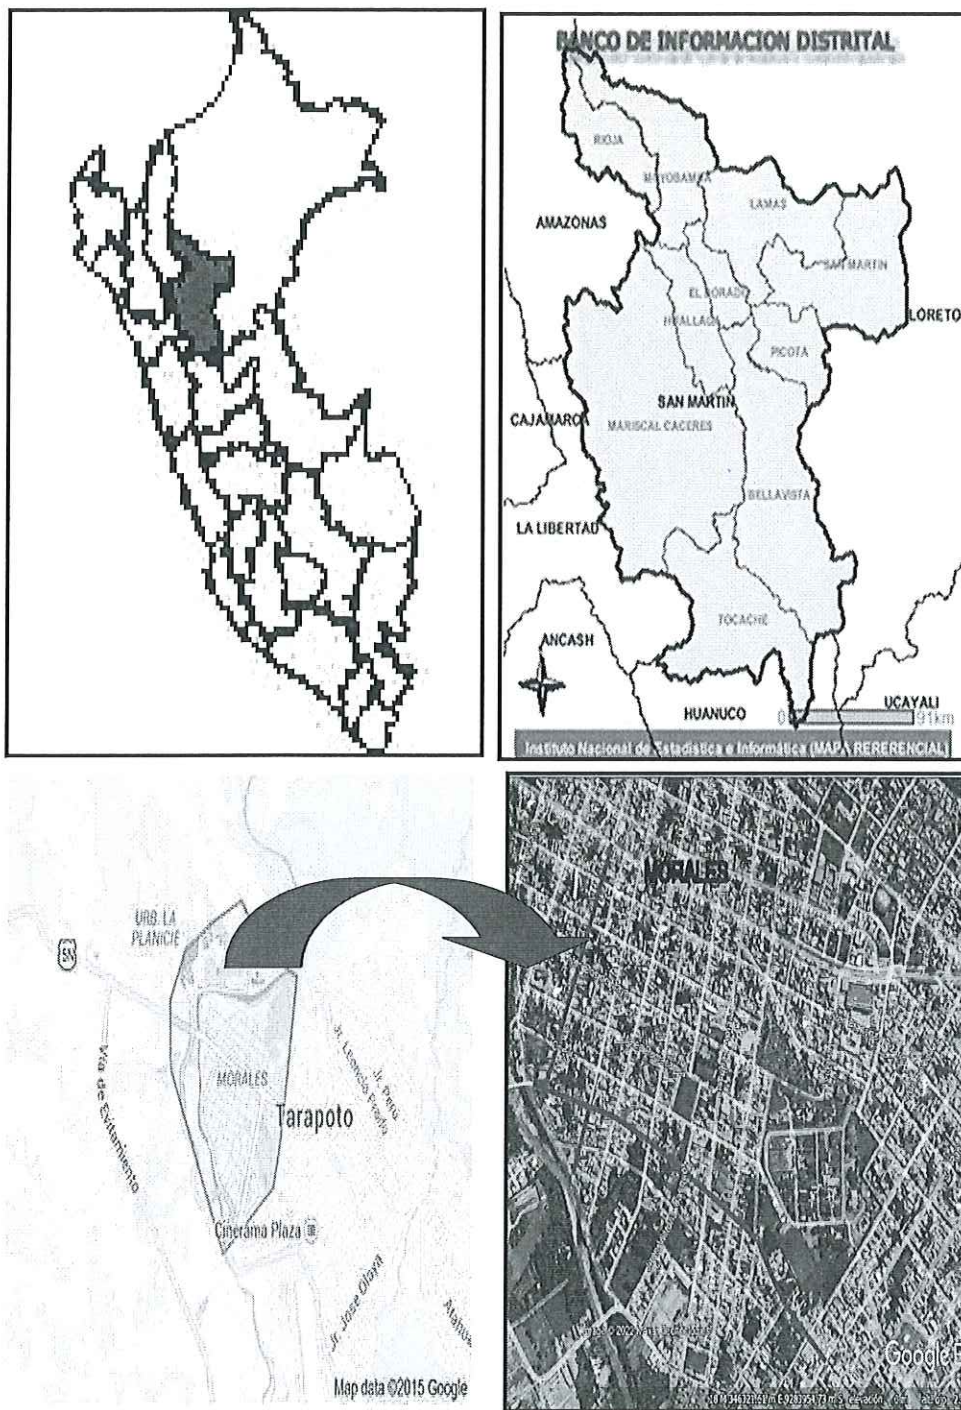 BANCO DE INFORMACION DISTRITAL
RIOJA
MOYOBAMBA
LAMAS
AMAZONAS
SAN MARTIN
EL DORADO
LORETO
HUALLAGA
PICOTA
SAN MARTIN
CAJAMARCA
MARISCAL CACERES
BELLAVISTA
LA LIBERTAD
TOCACHE
ANCASH
UCAYALI
HUANUCO
0 91km
Instituto Nacional de Estadística e Informática (MAPA RERERENCIAL)
URB. LA
PLANICIE
5N
MORALES
Tarapoto
Vía de Evitamiento
Jr. Leoncio Prado
Jr. Perú
Cinerama Plaza
Jr José Olaya
Map data ©2015 Google
MORALES
Google